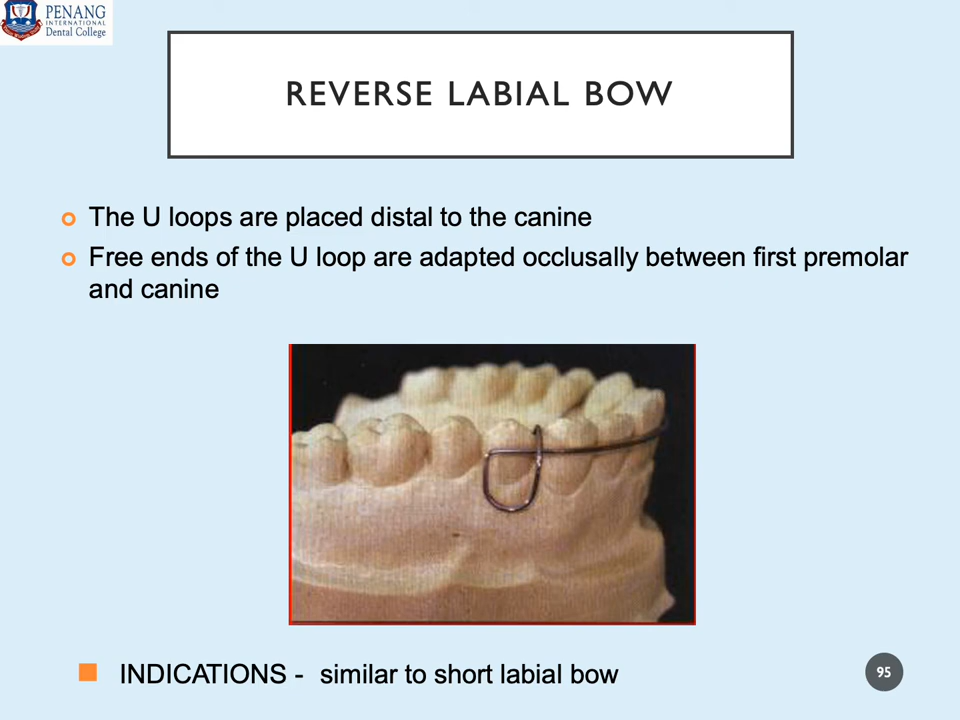 PENANG
INTERNATIONAL
Dental College
REVERSE LABIAL BOW
The U loops are placed distal to the canine
Free ends of the U loop are adapted occlusally between first premolar
and canine
INDICATIONS - similar to short labial bow
95